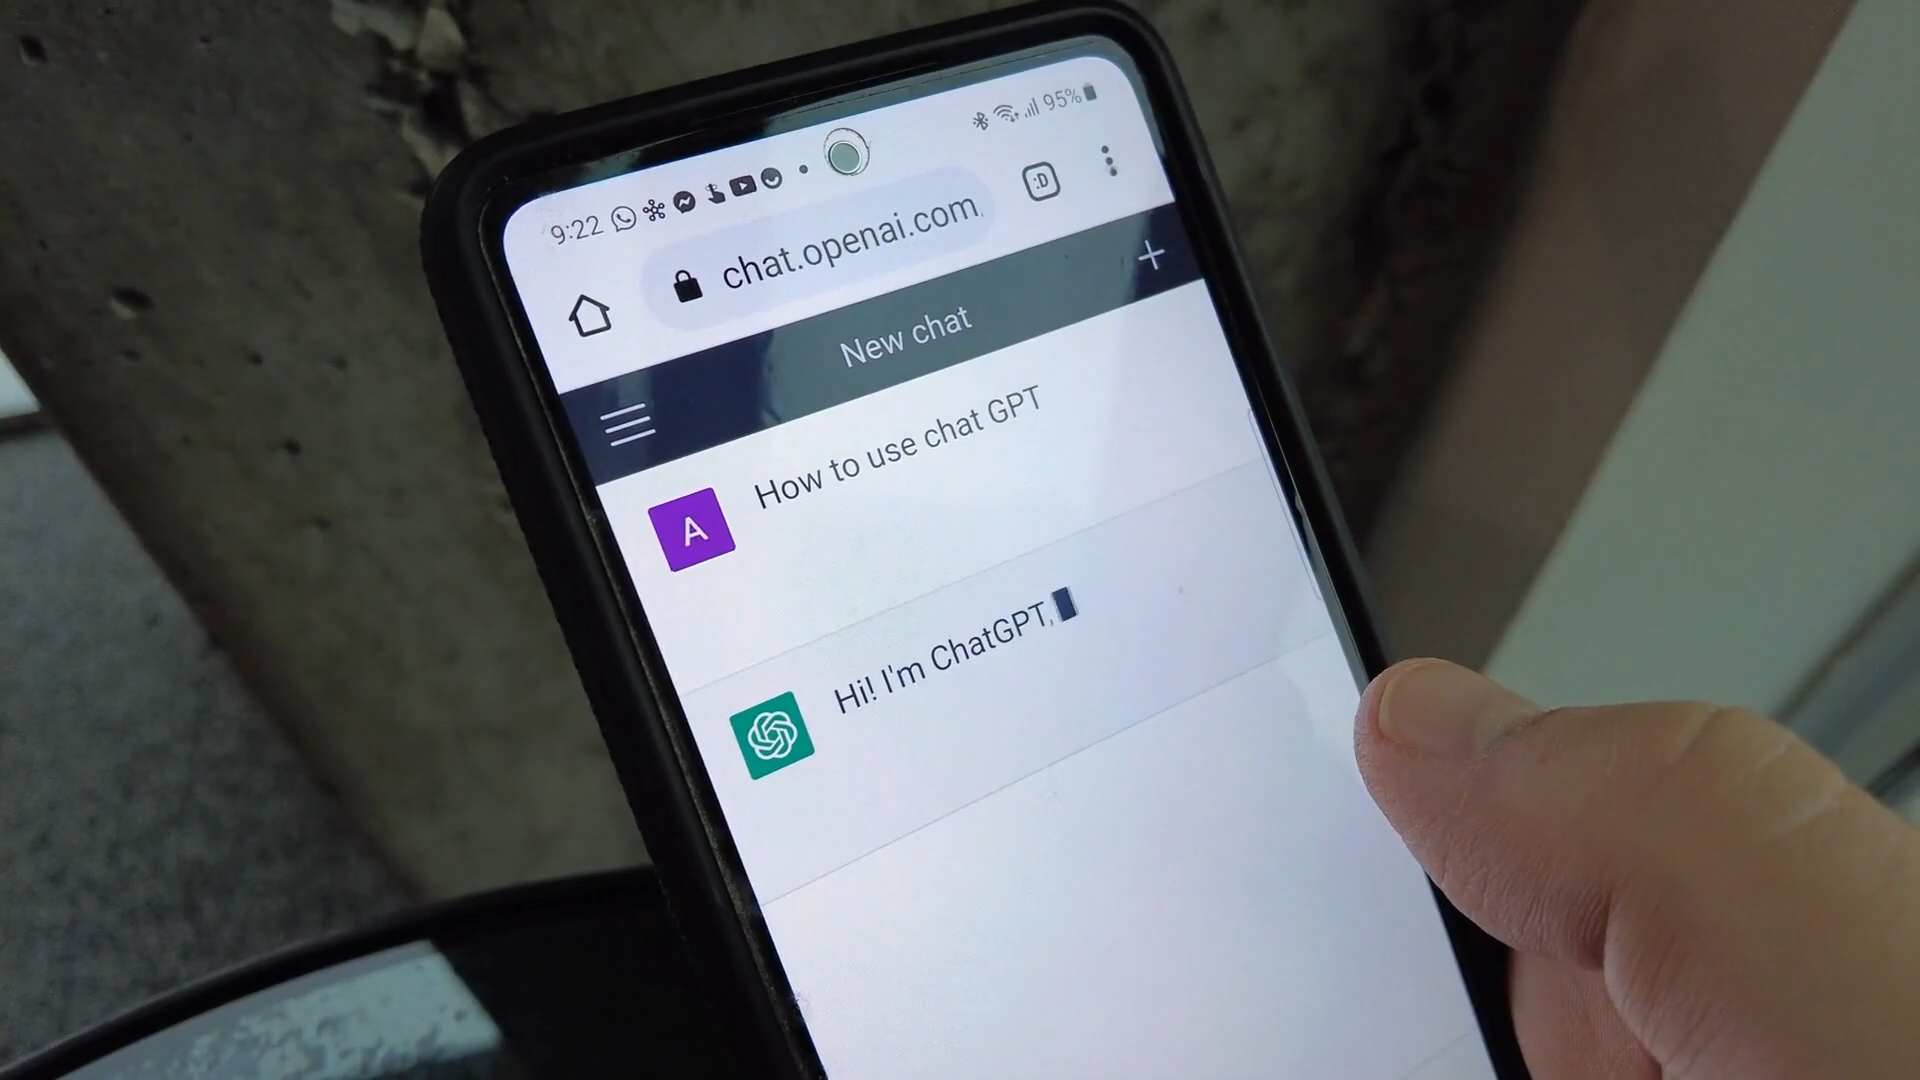 9:22 95%
chat.openai.com
:D
New chat
A How to use chat GPT
Hi! I'm ChatGPT,